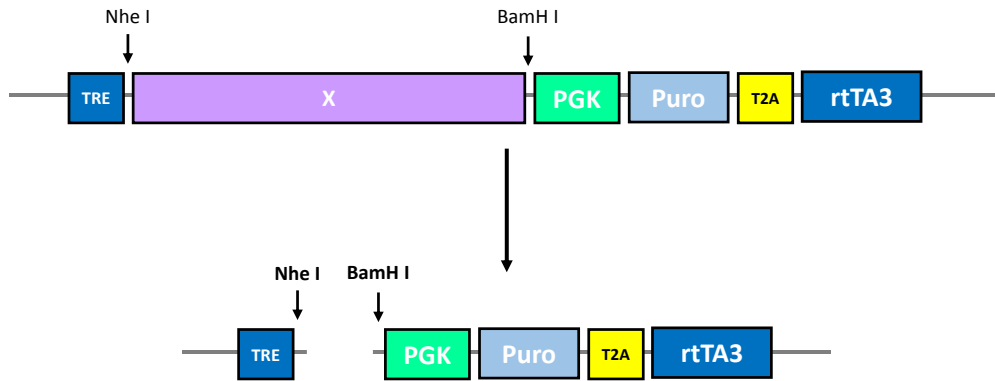 Nhe I
BamH I
TRE
X
PGK
Puro
T2A
rtTA3
Nhe I
BamH I
TRE
PGK
Puro
T2A
rtTA3